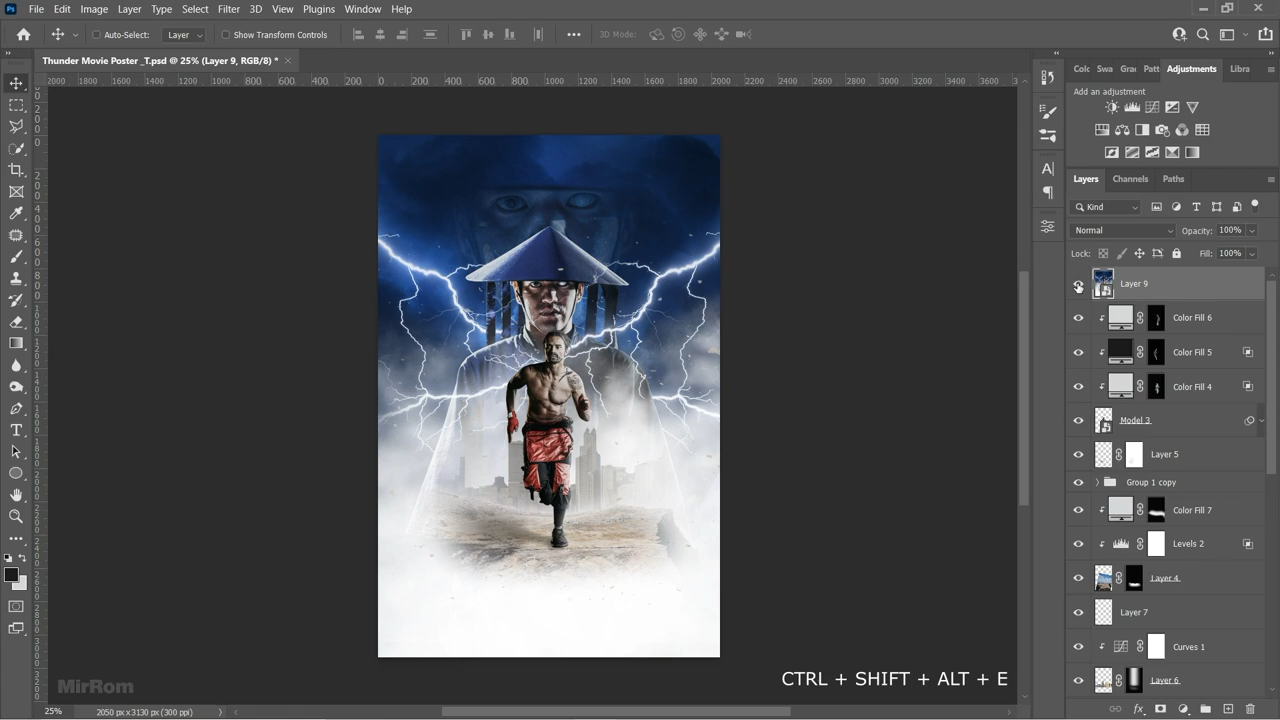 File Edit Image Layer Type Select Filter 3D View Plugins Window Help
Auto-Select: Layer Show Transform Controls 3D Mode:
Thunder Movie Poster _T.psd @ 25% (Layer 9, RGB/8) *
2000 1800 1600 1400 1200 1000 800 600 400 200 0 200 400 600 800 1000 1200 1400 1600 1800 2000 2200 2400 2600 2800 3000 3200 3400 3600
Swa Patt Adjustments Libra
Add an adjustment
Layers Channels Paths
Kind
Normal Opacity: 100%
Lock: Fill: 100%
Layer 9
Color Fill 6
Color Fill 5
Color Fill 4
Model 3
Layer 5
Group 1 copy
Color Fill 7
Levels 2
Layer 4
Layer 7
Curves 1
Layer 6
CTRL + SHIFT + ALT + E
MirRom
25% 2050 px x 3130 px (300 ppi)